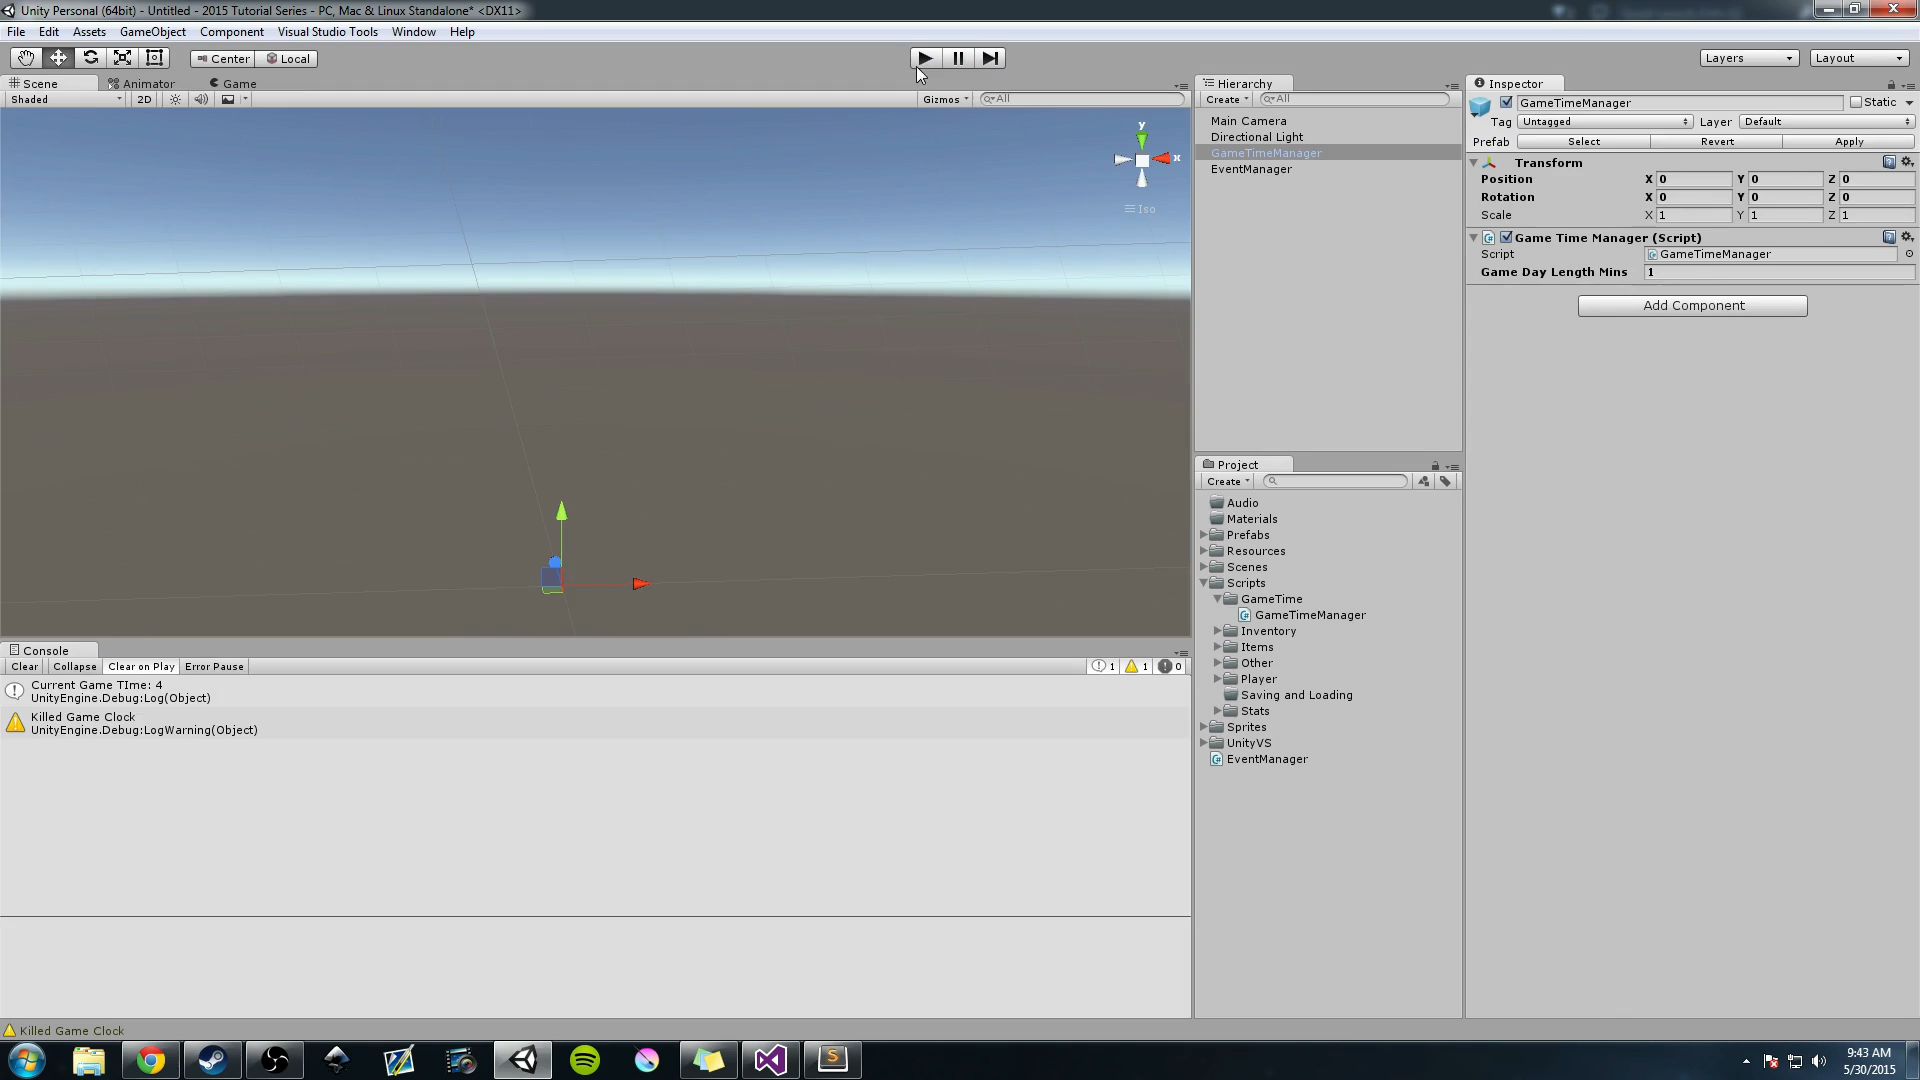 Unity Personal (64bit) - Untitled - 2015 Tutorial Series - PC, Mac & Linux Standalone* <DX11>
File Edit Assets GameObject Component Visual Studio Tools Window Help
Center Local Layers Layout
Scene Animator Game
Shaded 2D Gizmos All
y
x
Iso
Hierarchy
Create All
Main Camera
Directional Light
GameTimeManager
EventManager
Inspector
GameTimeManager Static
Tag Untagged Layer Default
Prefab Select Revert Apply
Transform
Position X 0 Y 0 Z 0
Rotation X 0 Y 0 Z 0
Scale X 1 Y 1 Z 1
Game Time Manager (Script)
Script GameTimeManager
Game Day Length Mins 1
Add Component
Project
Create
Audio
Materials
Prefabs
Resources
Scenes
Scripts
GameTime
GameTimeManager
Inventory
Items
Other
Player
Saving and Loading
Stats
Sprites
UnityVS
EventManager
Console
Clear Collapse Clear on Play Error Pause 1 1 0
Current Game TIme: 4
UnityEngine.Debug:Log(Object)
Killed Game Clock
UnityEngine.Debug:LogWarning(Object)
Killed Game Clock
9:43 AM
5/30/2015